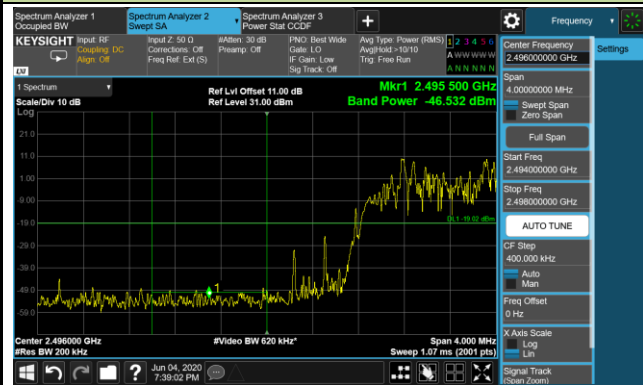 Spectrum Analyzer 1
Occupied BW
Spectrum Analyzer 2
Swept SA
Spectrum Analyzer 3
Power Stat CCDF
+
Frequency
KEYSIGHT
Input: RF
Coupling: DC
Align: Off
Input Z: 50 Ω
Corrections: Off
Freq Ref: Ext (S)
#Atten: 30 dB
Preamp: Off
PNO: Best Wide
Gate: LO
IF Gain: Low
Sig Track: Off
Avg Type: Power (RMS)
Avg|Hold:>10/10
Trig: Free Run
1 2 3 4 5 6
A W W W W W
A N N N N N
LXI
1 Spectrum
Scale/Div 10 dB
Log
Ref Lvl Offset 11.00 dB
Ref Level 31.00 dBm
Mkr1 2.495 500 GHz
Band Power -46.532 dBm
21.0
11.0
1.00
-9.00
-19.0
-29.0
-39.0
-49.0
-59.0
DL1 -19.02 dBm
1
Center 2.496000 GHz
#Res BW 200 kHz
#Video BW 620 kHz*
Span 4.000 MHz
Sweep 1.07 ms (2001 pts)
Jun 04, 2020
7:39:02 PM
?
Center Frequency
2.496000000 GHz
Settings
Span
4.00000000 MHz
Swept Span
Zero Span
Full Span
Start Freq
2.494000000 GHz
Stop Freq
2.498000000 GHz
AUTO TUNE
CF Step
400.000 kHz
Auto
Man
Freq Offset
0 Hz
X Axis Scale
Log
Lin
Signal Track
(Span Zoom)